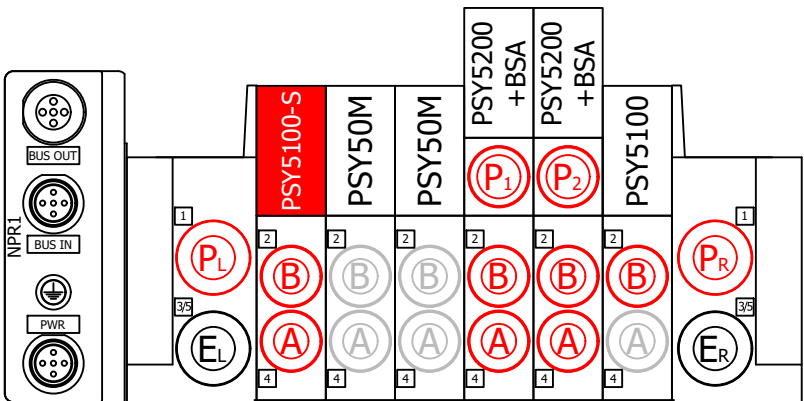 BUS OUT
BUS IN
NPR1
PWR
1
PL
3/5
EL
PSY5100-S
2
B
A
4
PSY50M
2
B
A
4
PSY50M
2
B
A
4
PSY5200
+BSA
P1
2
B
A
4
PSY5200
+BSA
P2
2
B
A
4
PSY5100
2
B
A
4
1
PR
3/5
ER